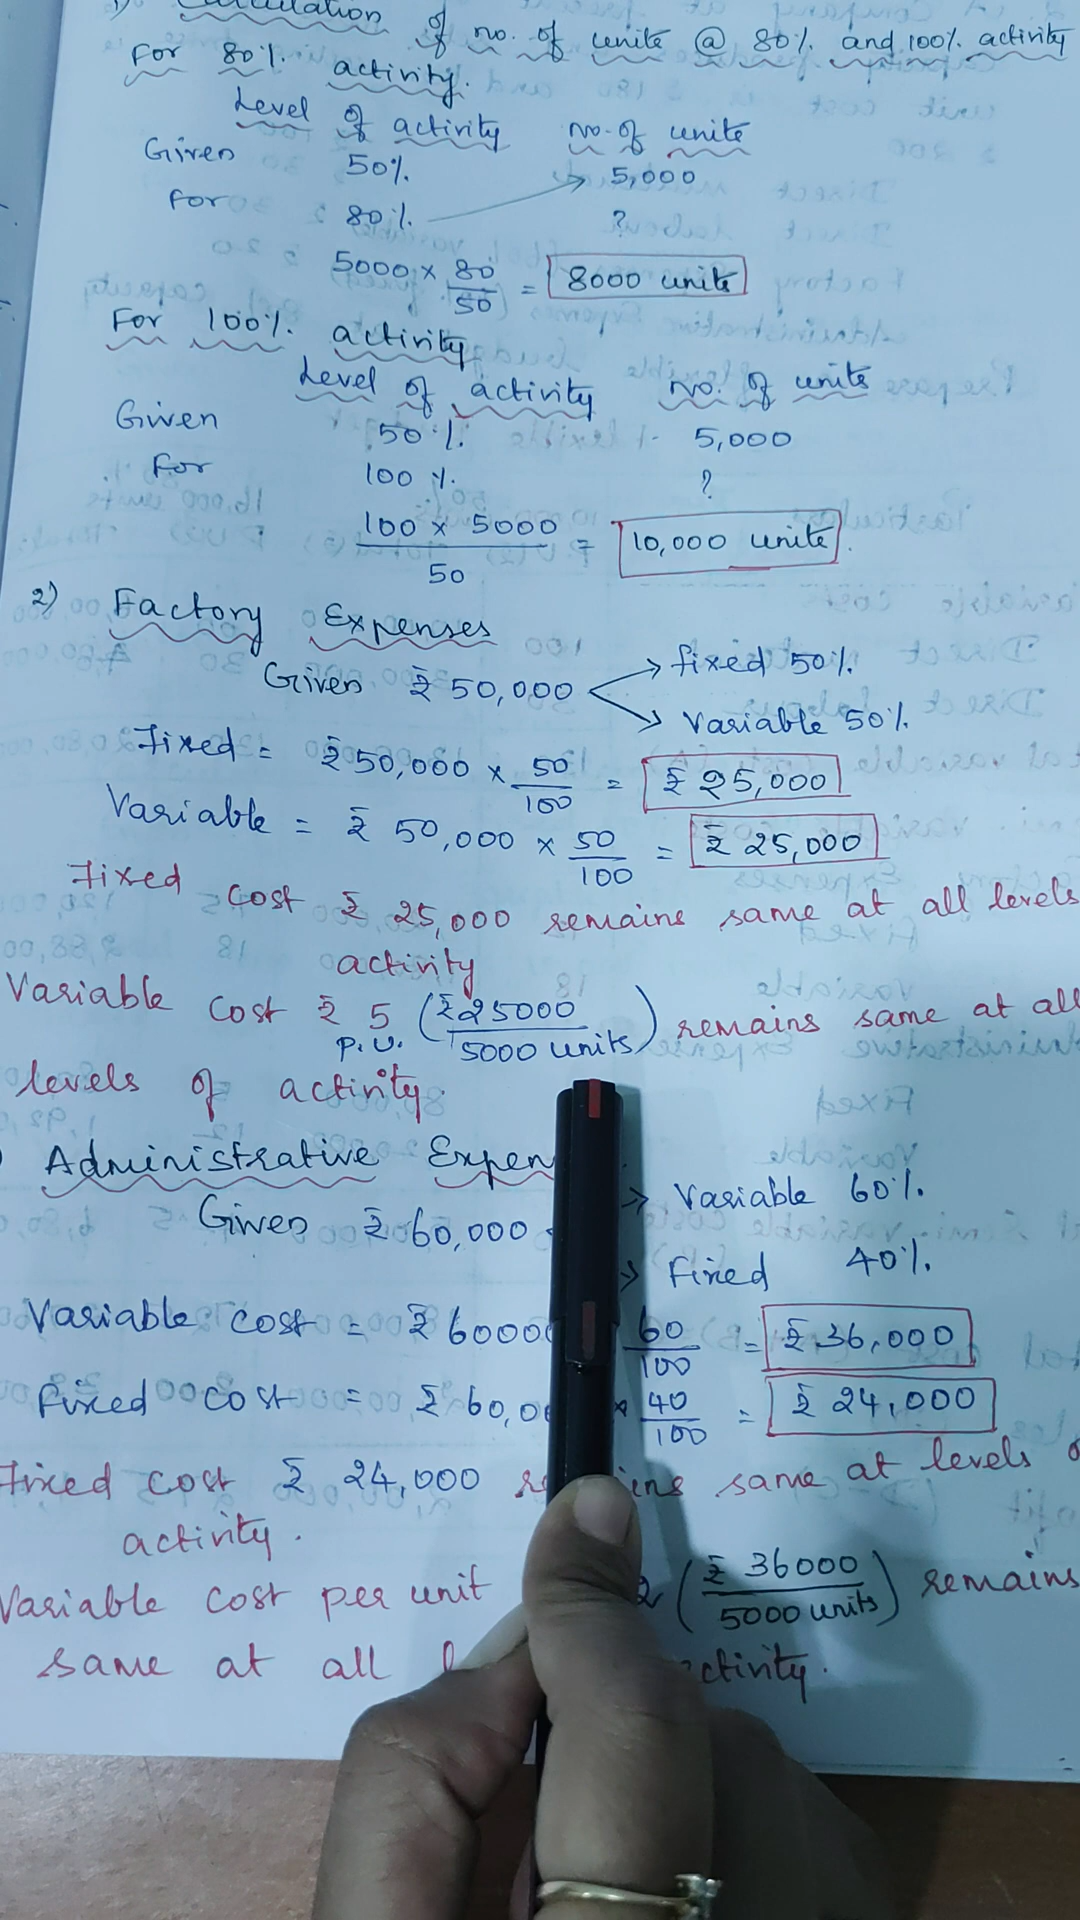 1) Calculation of no. of units @ 80% and 100% activity
For 80% activity.
Level of activity no. of units
Given 50% 5,000
For 80% ?
5000 × 80/50 = 8000 units
For 100% activity
Level of activity No. of units
Given 50% 5,000
For 100% ?
100 × 5000/50 = 10,000 units.
2) Factory Expenses
Given ₹ 50,000 → fixed 50%
→ Variable 50%
Fixed = ₹ 50,000 × 50/100 = ₹ 25,000
Variable = ₹ 50,000 × 50/100 = ₹ 25,000
Fixed cost ₹ 25,000 remains same at all levels
activity
Variable cost ₹ 5 P.U. (₹25000/5000 units) remains same at all
levels of activity.
) Administrative Expen
Given ₹ 60,000 → Variable 60%.
→ Fixed 40%.
Variable cost = ₹ 60000 60/100 = ₹ 36,000
Fixed cost = ₹ 60,00 × 40/100 = ₹ 24,000
Fixed cost ₹ 24,000 same at levels
activity.
Variable cost per unit 2 (₹ 36000/5000 units) remains
same at all activity.